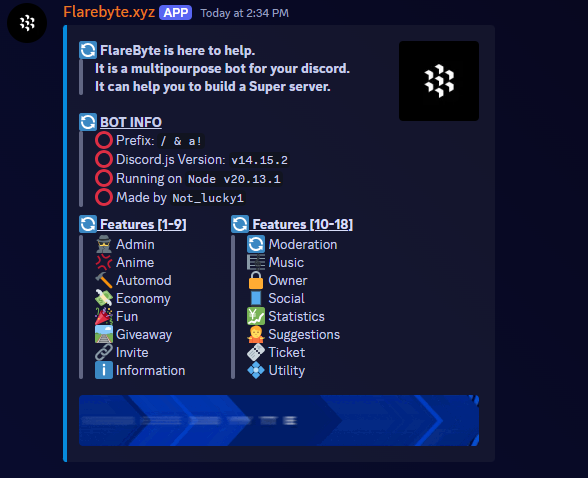 Flarebyte.xyz APP Today at 2:34 PM
FlareByte is here to help.
It is a multipourpose bot for your discord.
It can help you to build a Super server.
BOT INFO
Prefix: / & a!
Discord.js Version: v14.15.2
Running on Node v20.13.1
Made by Not_lucky1
Features [1-9]
Admin
Anime
Automod
Economy
Fun
Giveaway
Invite
Information
Features [10-18]
Moderation
Music
Owner
Social
Statistics
Suggestions
Ticket
Utility